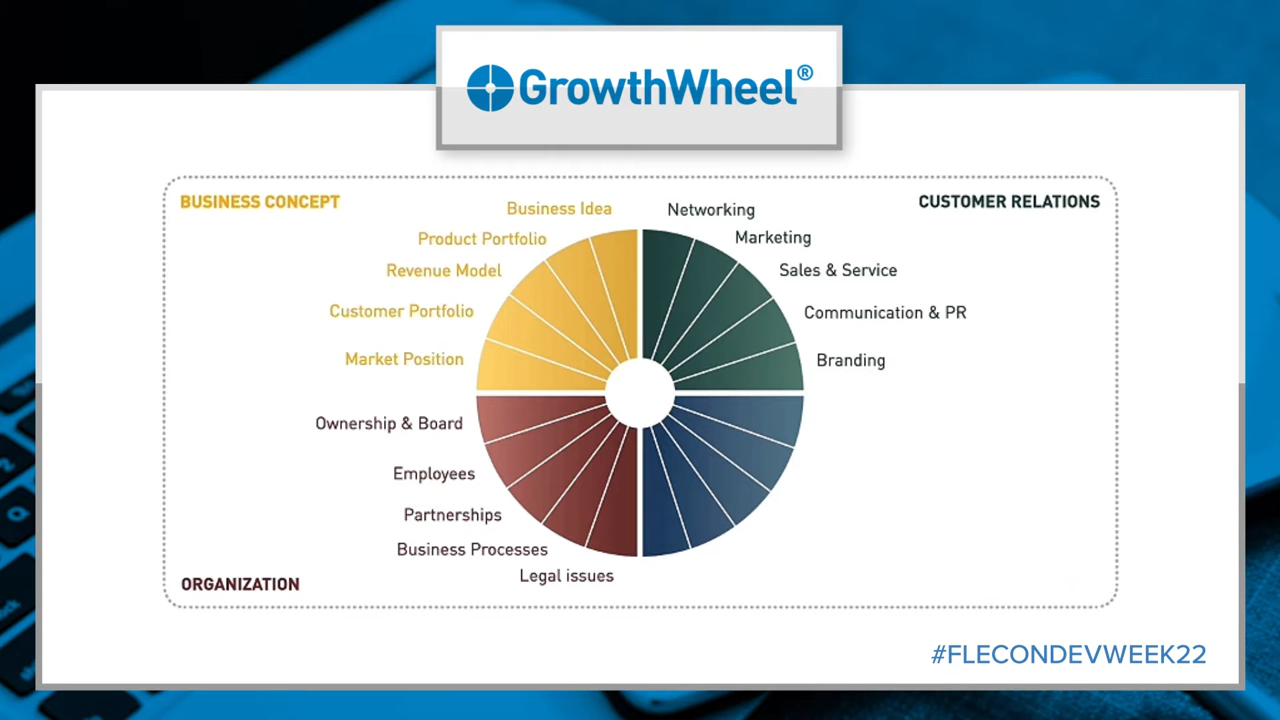 GrowthWheel®
BUSINESS CONCEPT
CUSTOMER RELATIONS
Business Idea
Product Portfolio
Revenue Model
Customer Portfolio
Market Position
Networking
Marketing
Sales & Service
Communication & PR
Branding
Ownership & Board
Employees
Partnerships
Business Processes
Legal issues
ORGANIZATION
#FLECONDEVWEEK22